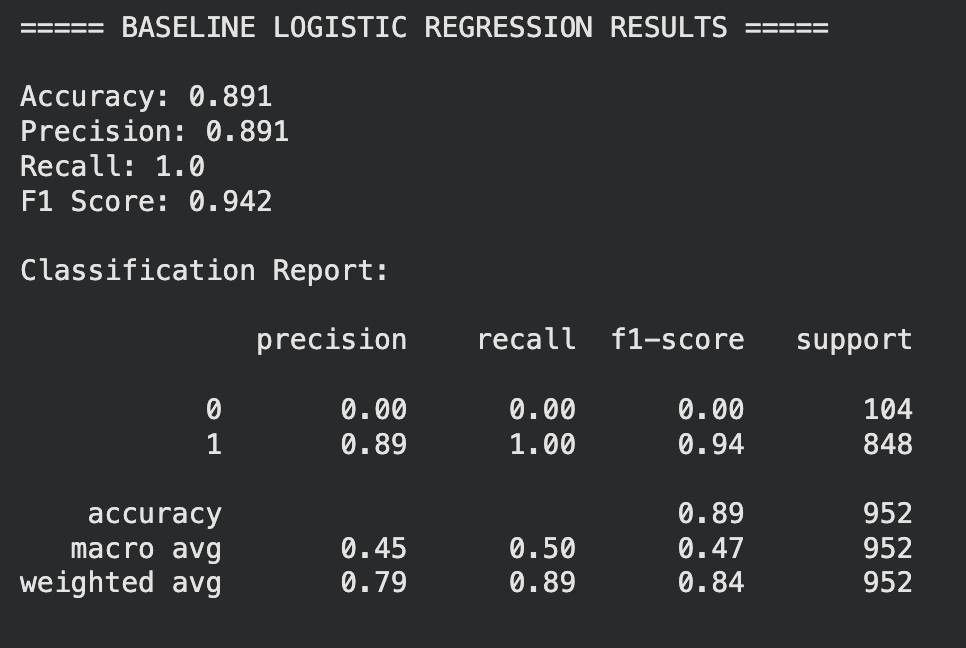 ===== BASELINE LOGISTIC REGRESSION RESULTS =====
Accuracy: 0.891
Precision: 0.891
Recall: 1.0
F1 Score: 0.942
Classification Report:
precision recall f1-score support
0 0.00 0.00 0.00 104
1 0.89 1.00 0.94 848
accuracy 0.89 952
macro avg 0.45 0.50 0.47 952
weighted avg 0.79 0.89 0.84 952